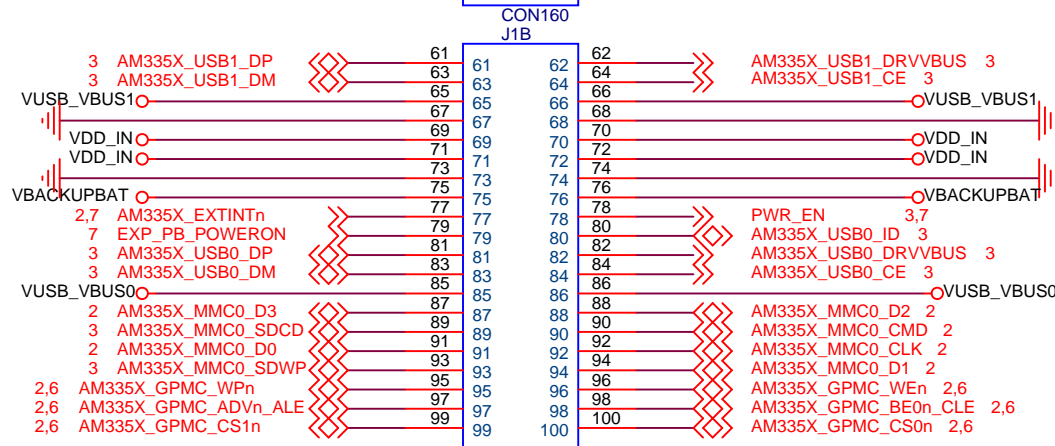 CON160
J1B
3 AM335X_USB1_DP 61 61 62 62 AM335X_USB1_DRVVBUS 3
3 AM335X_USB1_DM 63 63 64 64 AM335X_USB1_CE 3
VUSB_VBUS1 65 65 66 66 VUSB_VBUS1
67 67 68 68
VDD_IN 69 69 70 70 VDD_IN
VDD_IN 71 71 72 72 VDD_IN
73 73 74 74
VBACKUPBAT 75 75 76 76 VBACKUPBAT
2,7 AM335X_EXTINTn 77 77 78 78 PWR_EN 3,7
7 EXP_PB_POWERON 79 79 80 80 AM335X_USB0_ID 3
3 AM335X_USB0_DP 81 81 82 82 AM335X_USB0_DRVVBUS 3
3 AM335X_USB0_DM 83 83 84 84 AM335X_USB0_CE 3
VUSB_VBUS0 85 85 86 86 VUSB_VBUS0
2 AM335X_MMC0_D3 87 87 88 88 AM335X_MMC0_D2 2
3 AM335X_MMC0_SDCD 89 89 90 90 AM335X_MMC0_CMD 2
2 AM335X_MMC0_D0 91 91 92 92 AM335X_MMC0_CLK 2
3 AM335X_MMC0_SDWP 93 93 94 94 AM335X_MMC0_D1 2
2,6 AM335X_GPMC_WPn 95 95 96 96 AM335X_GPMC_WEn 2,6
2,6 AM335X_GPMC_ADVn_ALE 97 97 98 98 AM335X_GPMC_BE0n_CLE 2,6
2,6 AM335X_GPMC_CS1n 99 99 100 100 AM335X_GPMC_CS0n 2,6